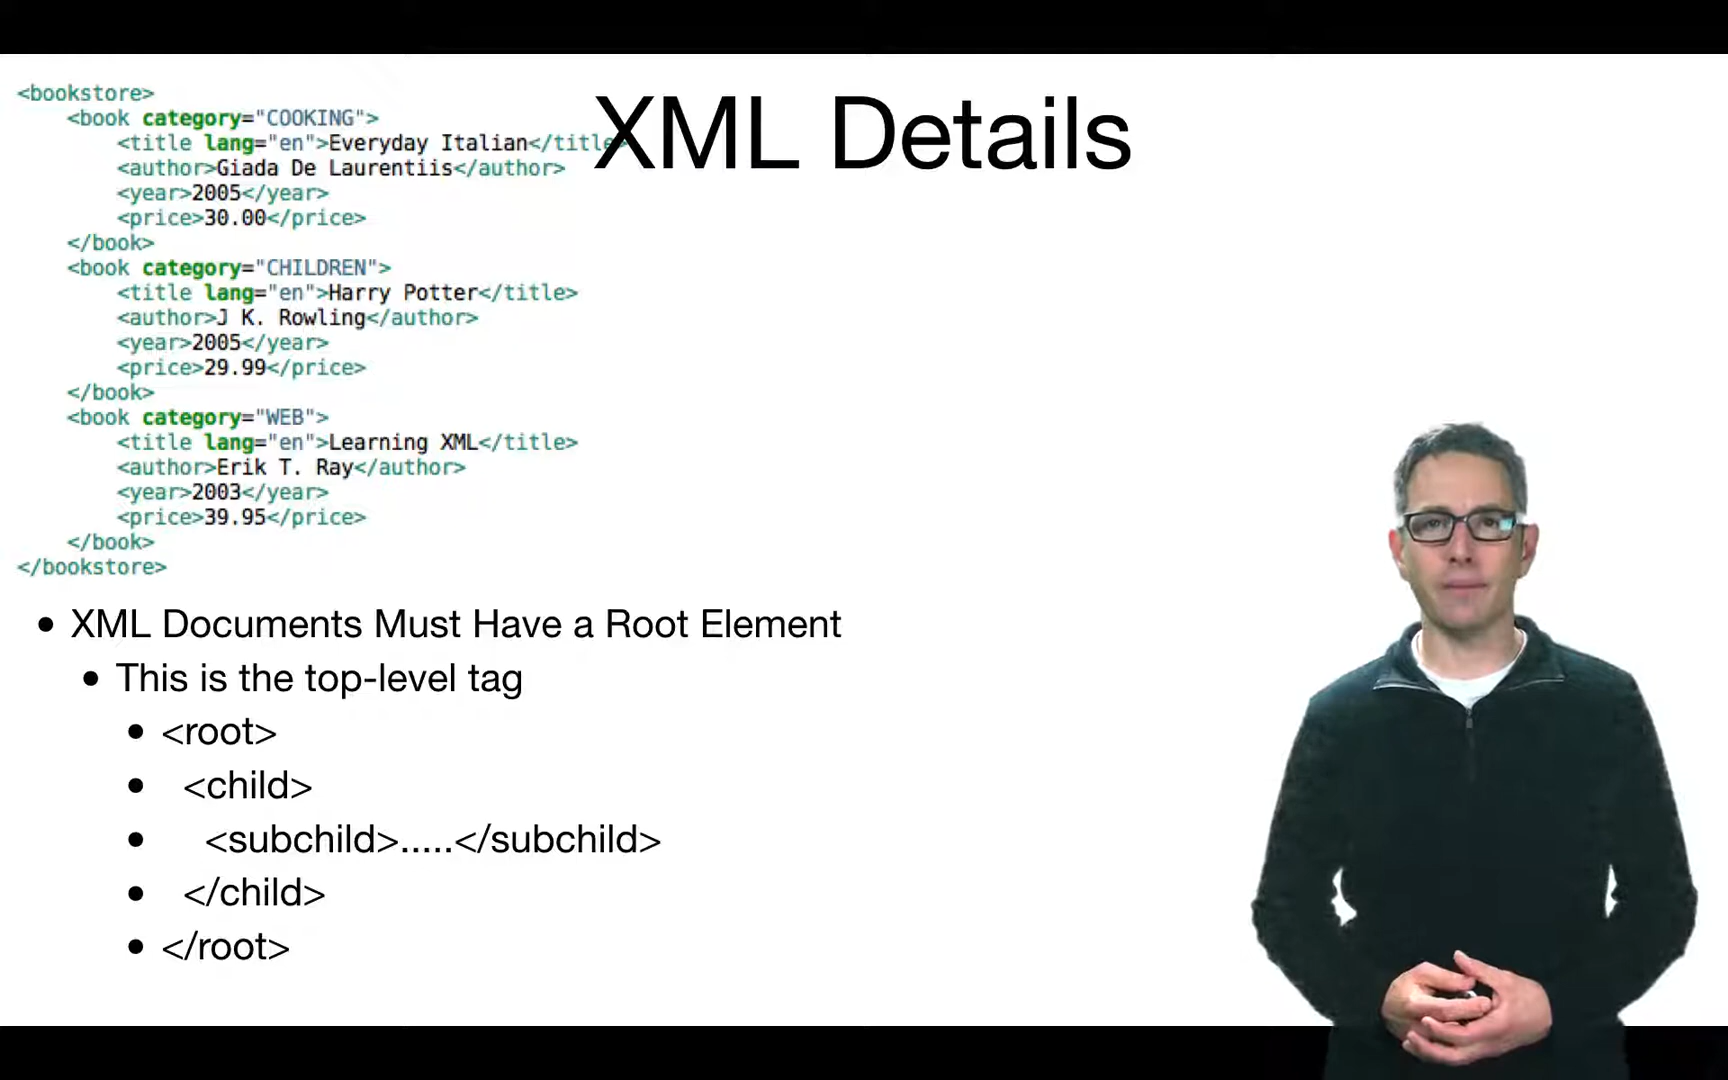 XML Details
<bookstore>
<book category="COOKING">
<title lang="en">Everyday Italian</title>
<author>Giada De Laurentiis</author>
<year>2005</year>
<price>30.00</price>
</book>
<book category="CHILDREN">
<title lang="en">Harry Potter</title>
<author>J K. Rowling</author>
<year>2005</year>
<price>29.99</price>
</book>
<book category="WEB">
<title lang="en">Learning XML</title>
<author>Erik T. Ray</author>
<year>2003</year>
<price>39.95</price>
</book>
</bookstore>
• XML Documents Must Have a Root Element
• This is the top-level tag
• <root>
• <child>
• <subchild>.....</subchild>
• </child>
• </root>